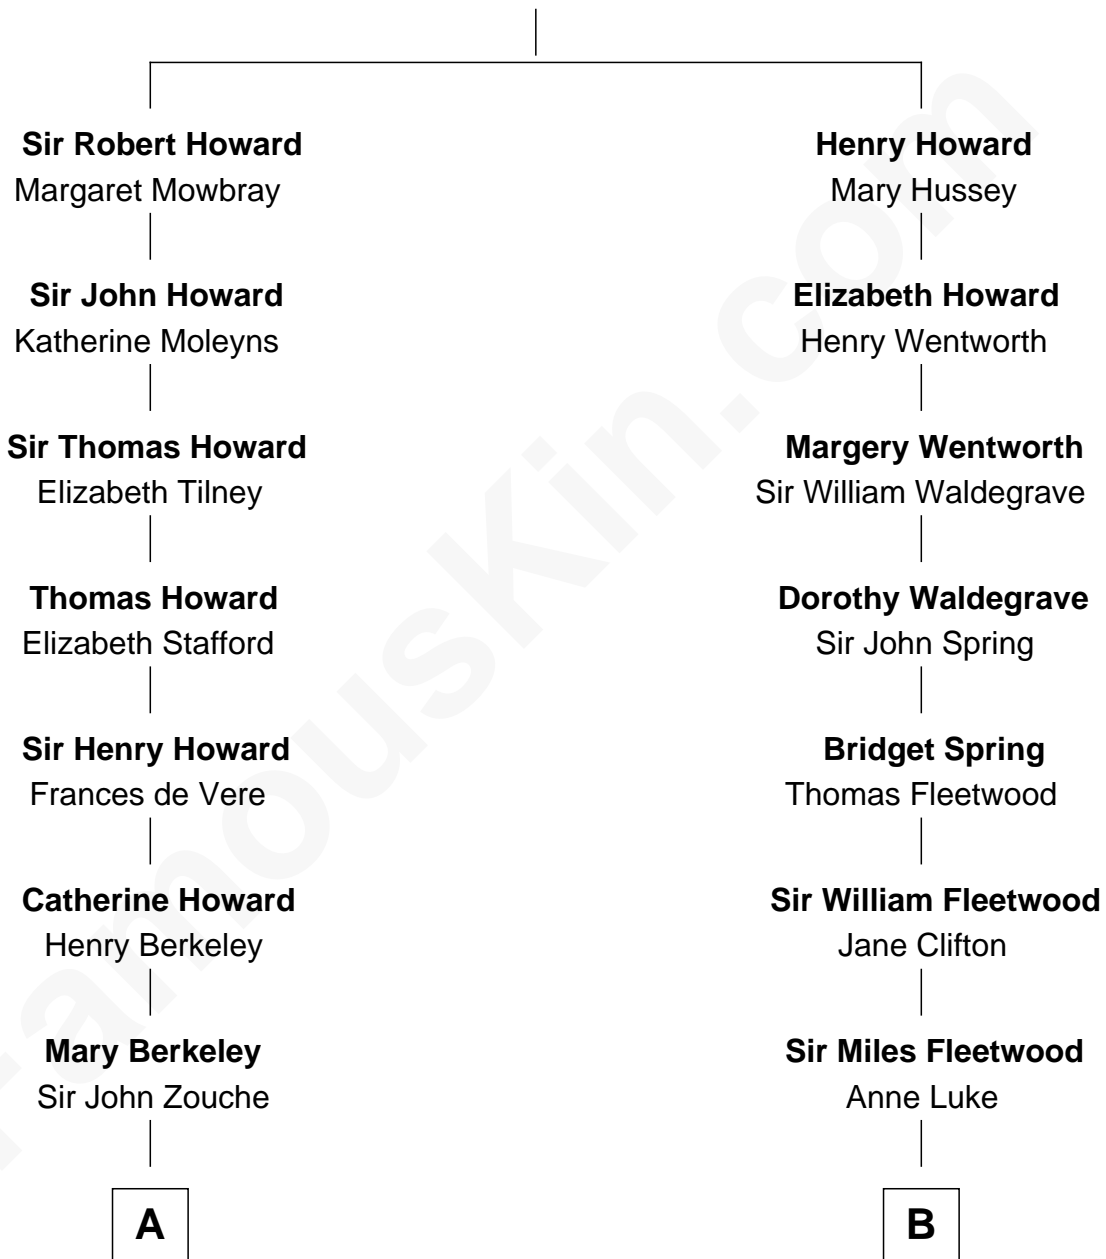 Sir Robert Howard
Margaret Mowbray
Sir John Howard
Katherine Moleyns
Sir Thomas Howard
Elizabeth Tilney
Thomas Howard
Elizabeth Stafford
Sir Henry Howard
Frances de Vere
Catherine Howard
Henry Berkeley
Mary Berkeley
Sir John Zouche
A
Henry Howard
Mary Hussey
Elizabeth Howard
Henry Wentworth
Margery Wentworth
Sir William Waldegrave
Dorothy Waldegrave
Sir John Spring
Bridget Spring
Thomas Fleetwood
Sir William Fleetwood
Jane Clifton
Sir Miles Fleetwood
Anne Luke
B
FamousKin.com